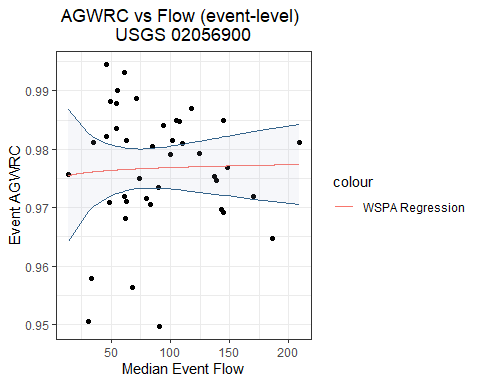 AGWRC vs Flow (event-level)
USGS 02056900
0.99
0.98
0.97
0.96
0.95
Event AGWRC
50
100
150
200
Median Event Flow
colour
WSPA Regression